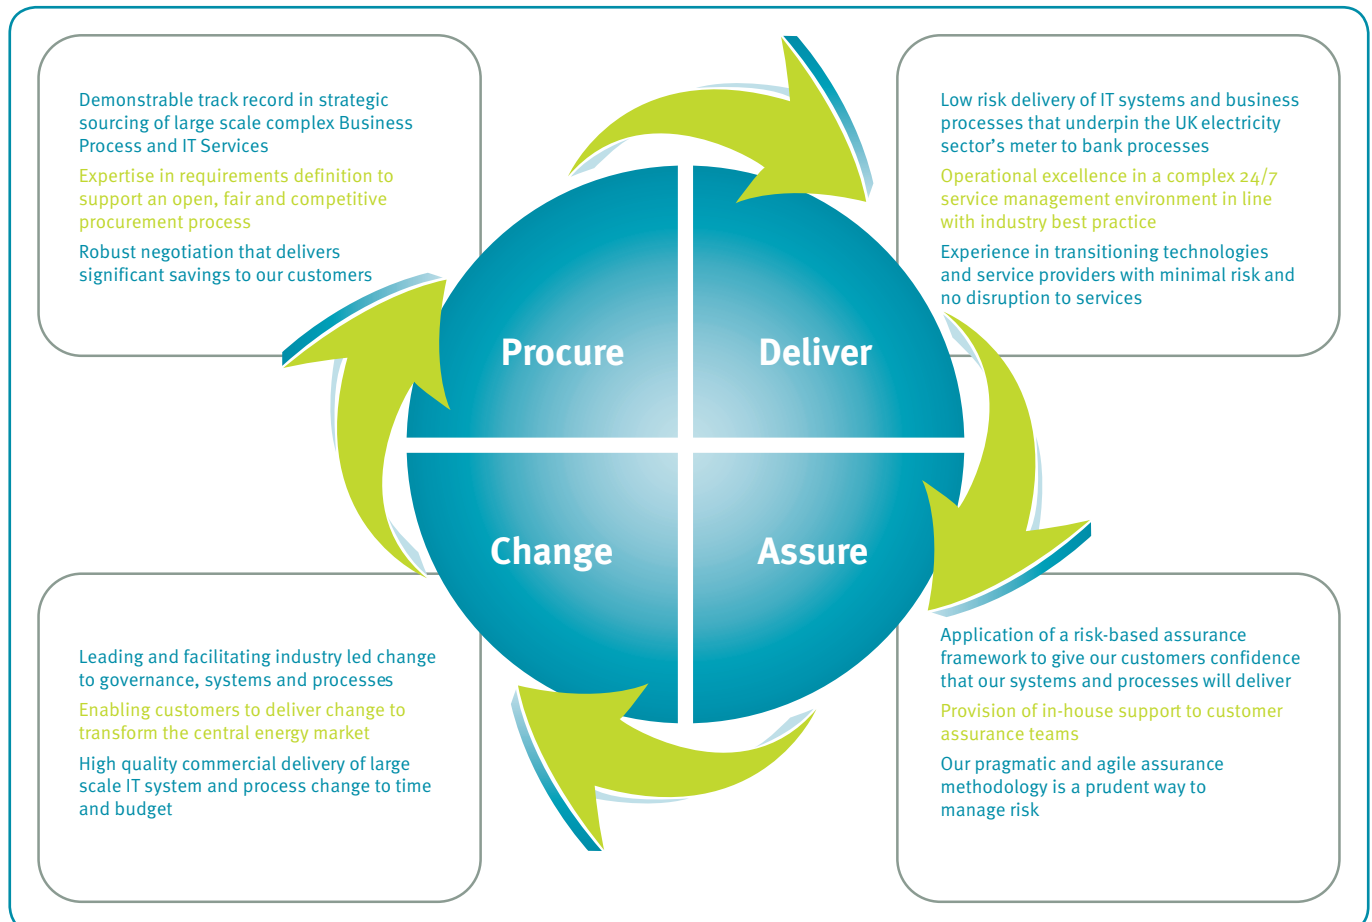 Demonstrable track record in strategic
sourcing of large scale complex Business
Process and IT Services
Expertise in requirements definition to
support an open, fair and competitive
procurement process
Robust negotiation that delivers
significant savings to our customers
Low risk delivery of IT systems and business
processes that underpin the UK electricity
sector’s meter to bank processes
Operational excellence in a complex 24/7
service management environment in line
with industry best practice
Experience in transitioning technologies
and service providers with minimal risk and
no disruption to services
Procure
Deliver
Change
Assure
Leading and facilitating industry led change
to governance, systems and processes
Enabling customers to deliver change to
transform the central energy market
High quality commercial delivery of large
scale IT system and process change to time
and budget
Application of a risk-based assurance
framework to give our customers confidence
that our systems and processes will deliver
Provision of in-house support to customer
assurance teams
Our pragmatic and agile assurance
methodology is a prudent way to
manage risk